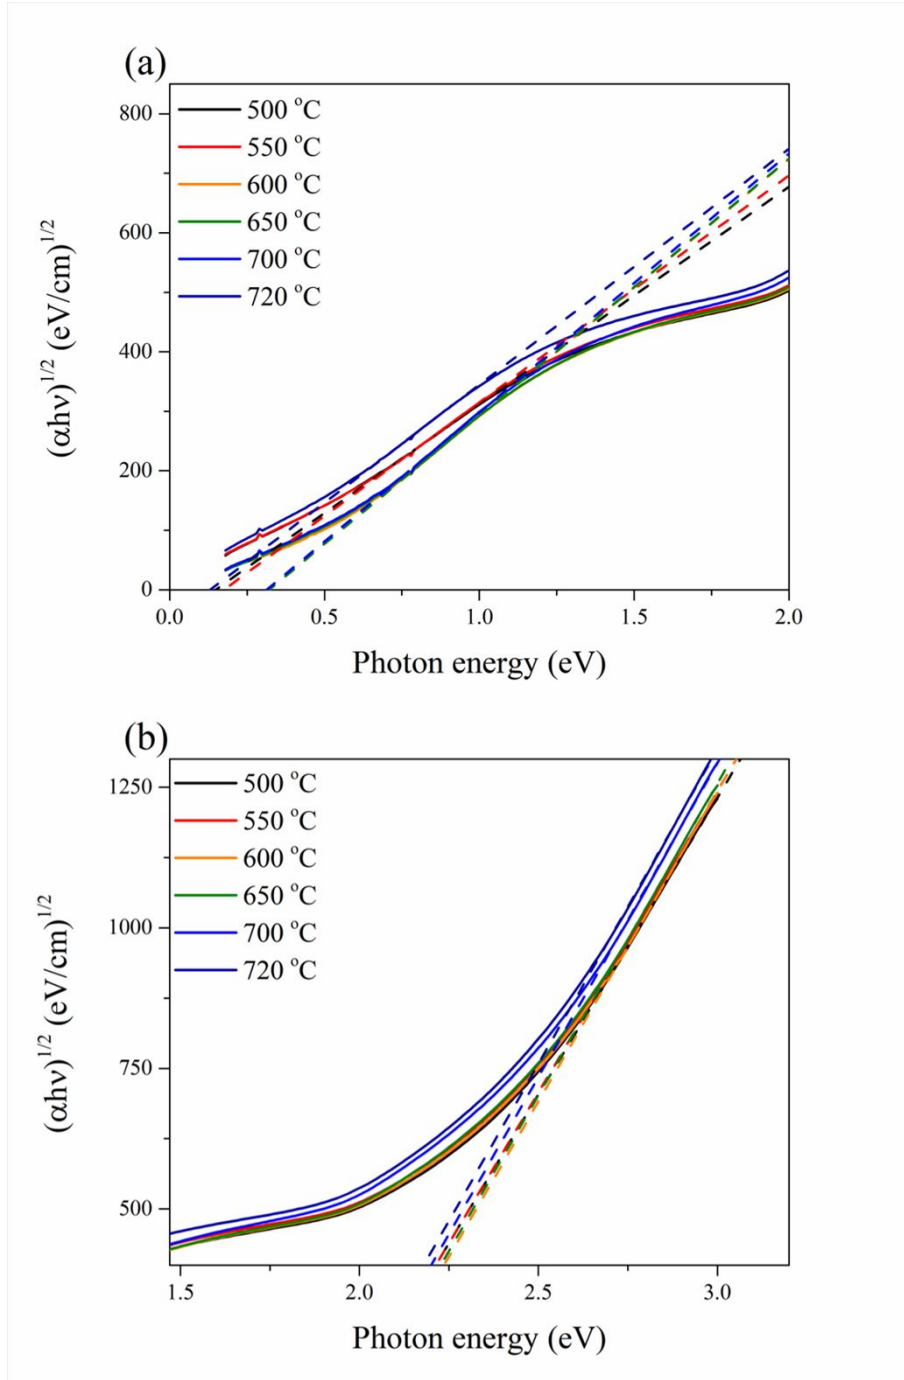 (a)
800
600
400
200
0
500 °C
550 °C
600 °C
650 °C
700 °C
720 °C
(αhν)^1/2 (eV/cm)^1/2
0.0 0.5 1.0 1.5 2.0
Photon energy (eV)
(b)
1250
1000
750
500
500 °C
550 °C
600 °C
650 °C
700 °C
720 °C
(αhν)^1/2 (eV/cm)^1/2
1.5 2.0 2.5 3.0
Photon energy (eV)